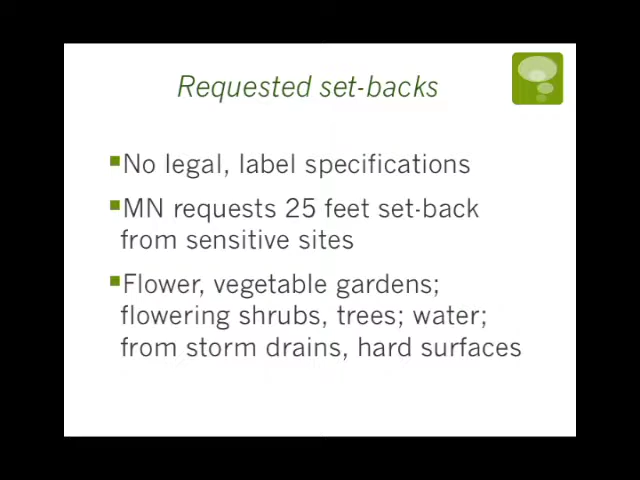 Requested set-backs
No legal, label specifications
MN requests 25 feet set-back
from sensitive sites
Flower, vegetable gardens;
flowering shrubs, trees; water;
from storm drains, hard surfaces